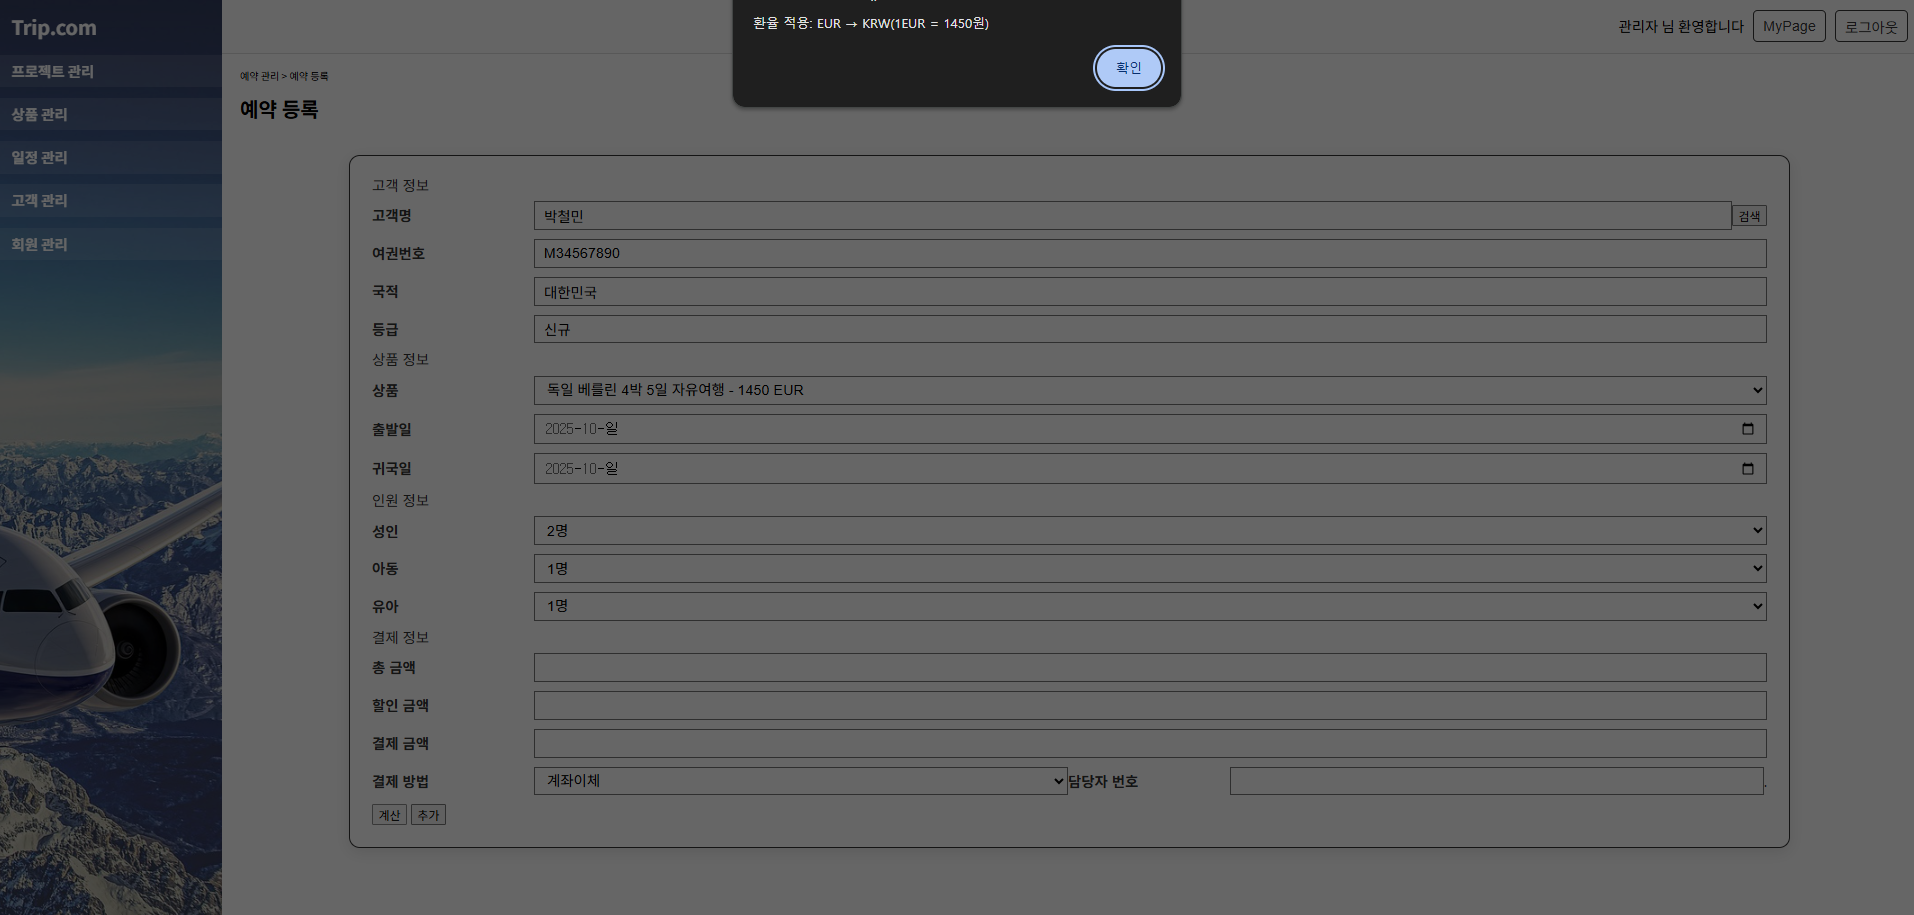 Trip.com
프로젝트 관리
상품 관리
일정 관리
고객 관리
회원 관리
환율 적용: EUR → KRW(1EUR = 1450원)
확인
관리자 님 환영합니다 MyPage 로그아웃
예약 관리 > 예약 등록
예약 등록
고객 정보
고객명 박철민 검색
여권번호 M34567890
국적 대한민국
등급 신규
상품 정보
상품 독일 베를린 4박 5일 자유여행 - 1450 EUR
출발일 2025-10-일
귀국일 2025-10-일
인원 정보
성인 2명
아동 1명
유아 1명
결제 정보
총 금액
할인 금액
결제 금액
결제 방법 계좌이체 담당자 번호 .
계산 추가